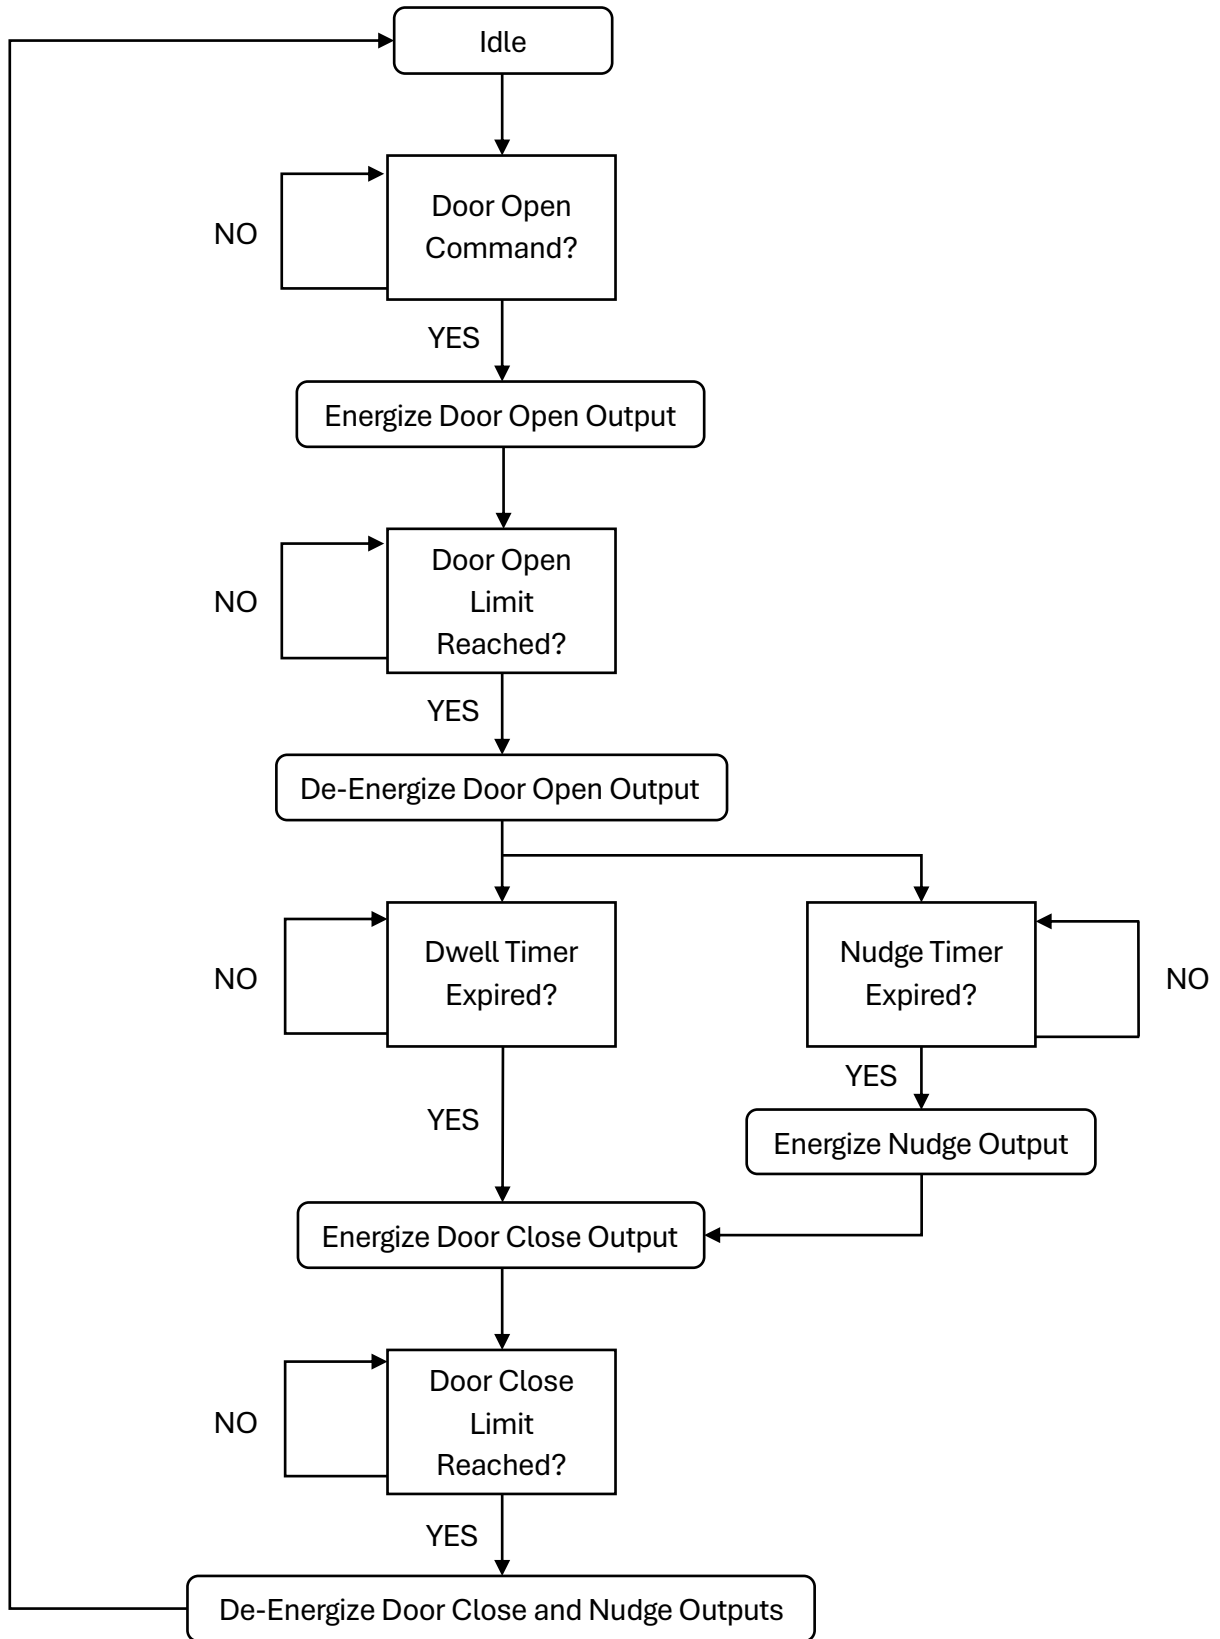 Idle
Door Open
Command?
NO
YES
Energize Door Open Output
Door Open
Limit
Reached?
NO
YES
De-Energize Door Open Output
Dwell Timer
Expired?
NO
YES
Nudge Timer
Expired?
NO
YES
Energize Nudge Output
Energize Door Close Output
Door Close
Limit
Reached?
NO
YES
De-Energize Door Close and Nudge Outputs